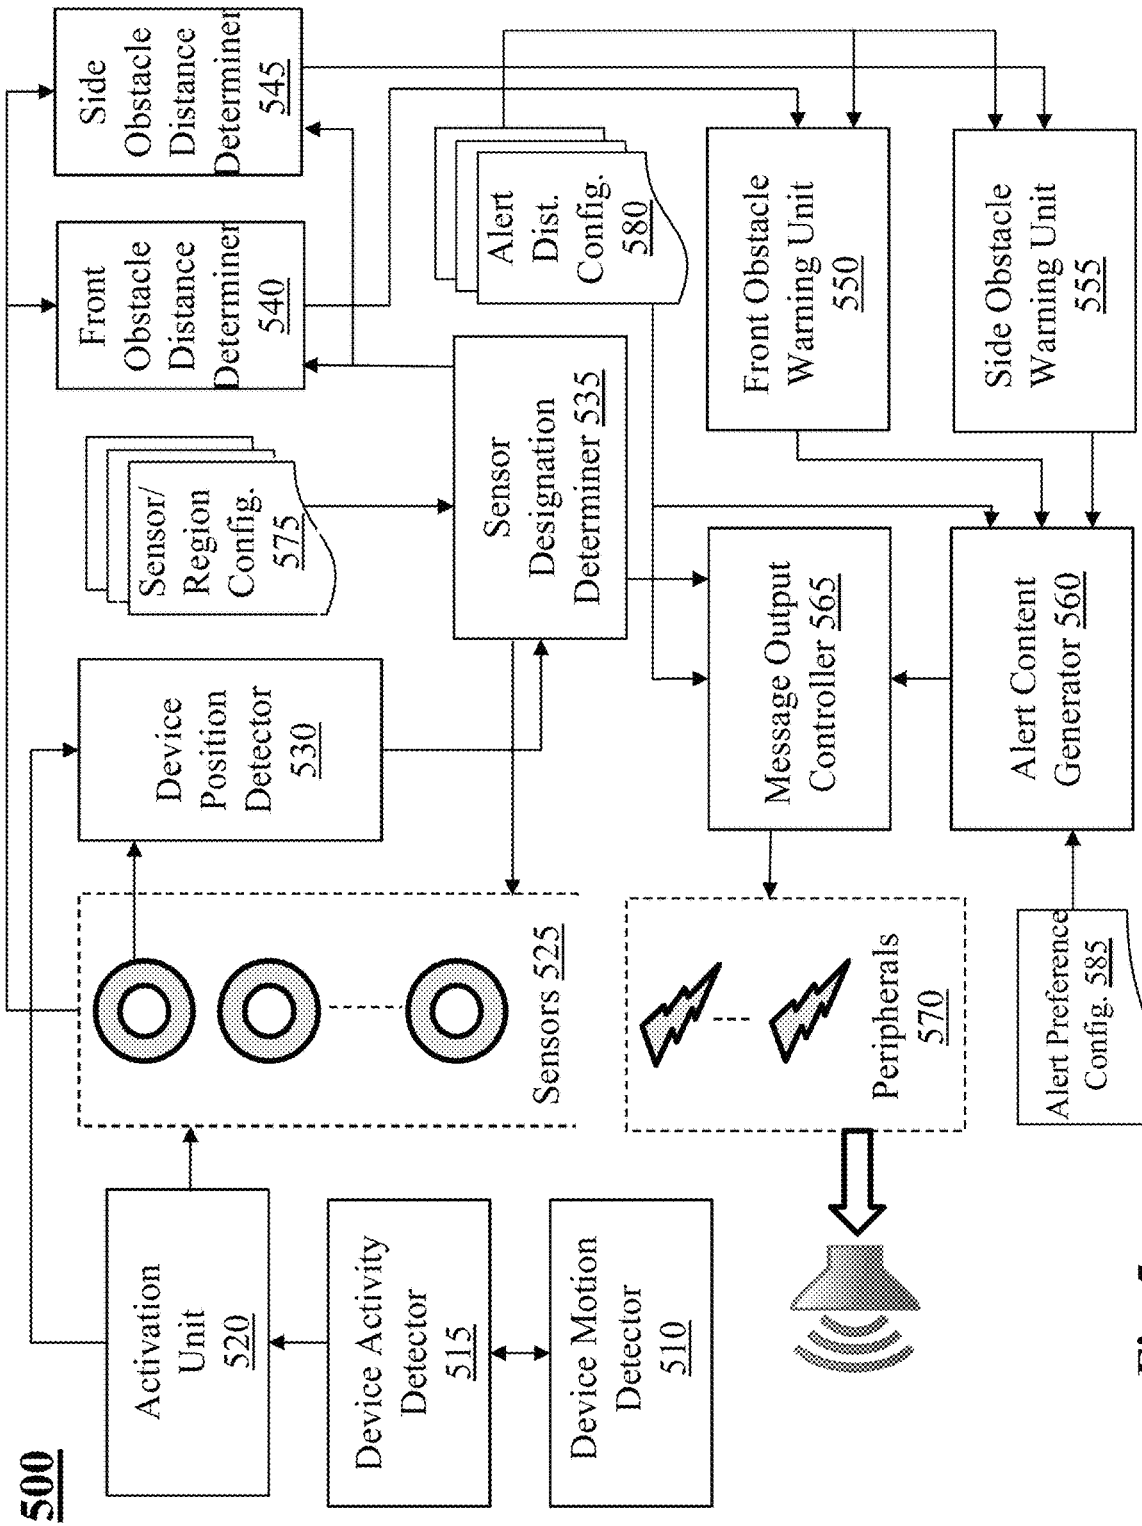 500
Activation
Unit
520
Device Activity
Detector
515
Device Motion
Detector
510
Sensors 525
Peripherals
570
Alert Preference
Config. 585
Device
Position
Detector
530
Message Output
Controller 565
Alert Content
Generator 560
Sensor/
Region
Config.
575
Sensor
Designation
Determiner 535
Front
Obstacle
Distance
Determiner
540
Side
Obstacle
Distance
Determiner
545
Alert
Dist.
Config.
580
Front Obstacle
Warning Unit
550
Side Obstacle
Warning Unit
555